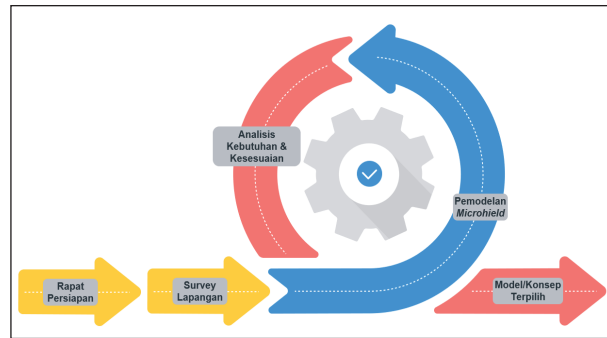 Analisis
Kebutuhan &
Kesesuaian
Pemodelan
Microhield
Rapat
Persiapan
Survey
Lapangan
Model/Konsep
Terpilih